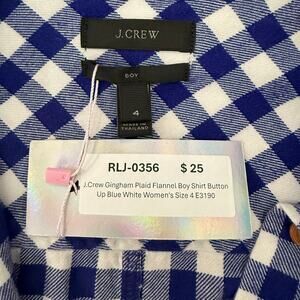 J.CREW
BOY
4
MADE IN
THAILAND
RLJ-0356 $ 25
J.Crew Gingham Plaid Flannel Boy Shirt Button
Up Blue White Women's Size 4 E3190